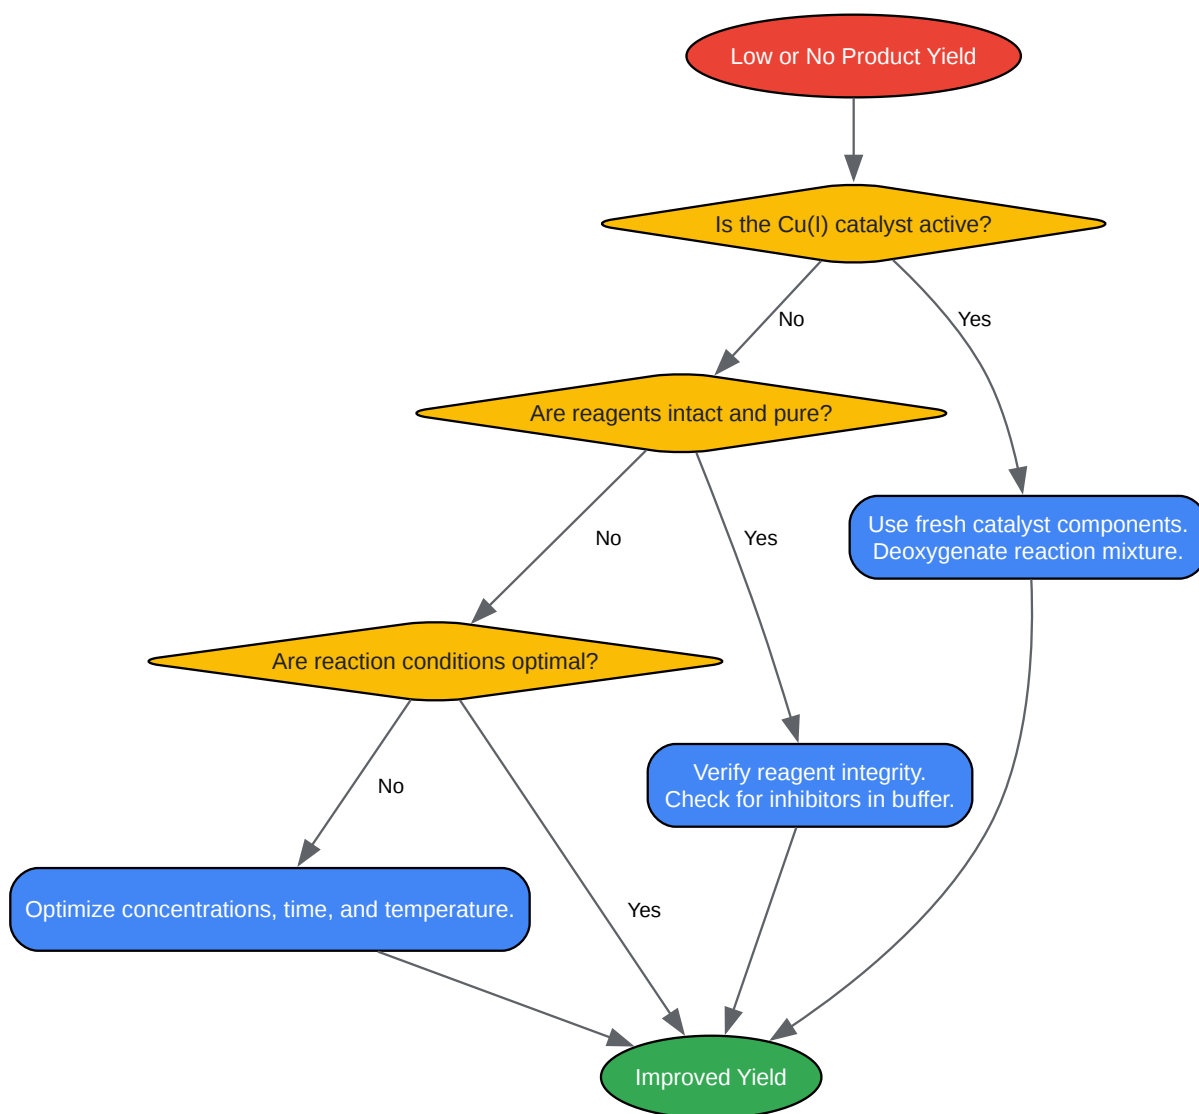 Low or No Product Yield
Is the Cu(I) catalyst active?
No
Yes
Are reagents intact and pure?
Use fresh catalyst components.
Deoxygenate reaction mixture.
No
Yes
Are reaction conditions optimal?
Verify reagent integrity.
Check for inhibitors in buffer.
No
Optimize concentrations, time, and temperature.
Yes
Improved Yield